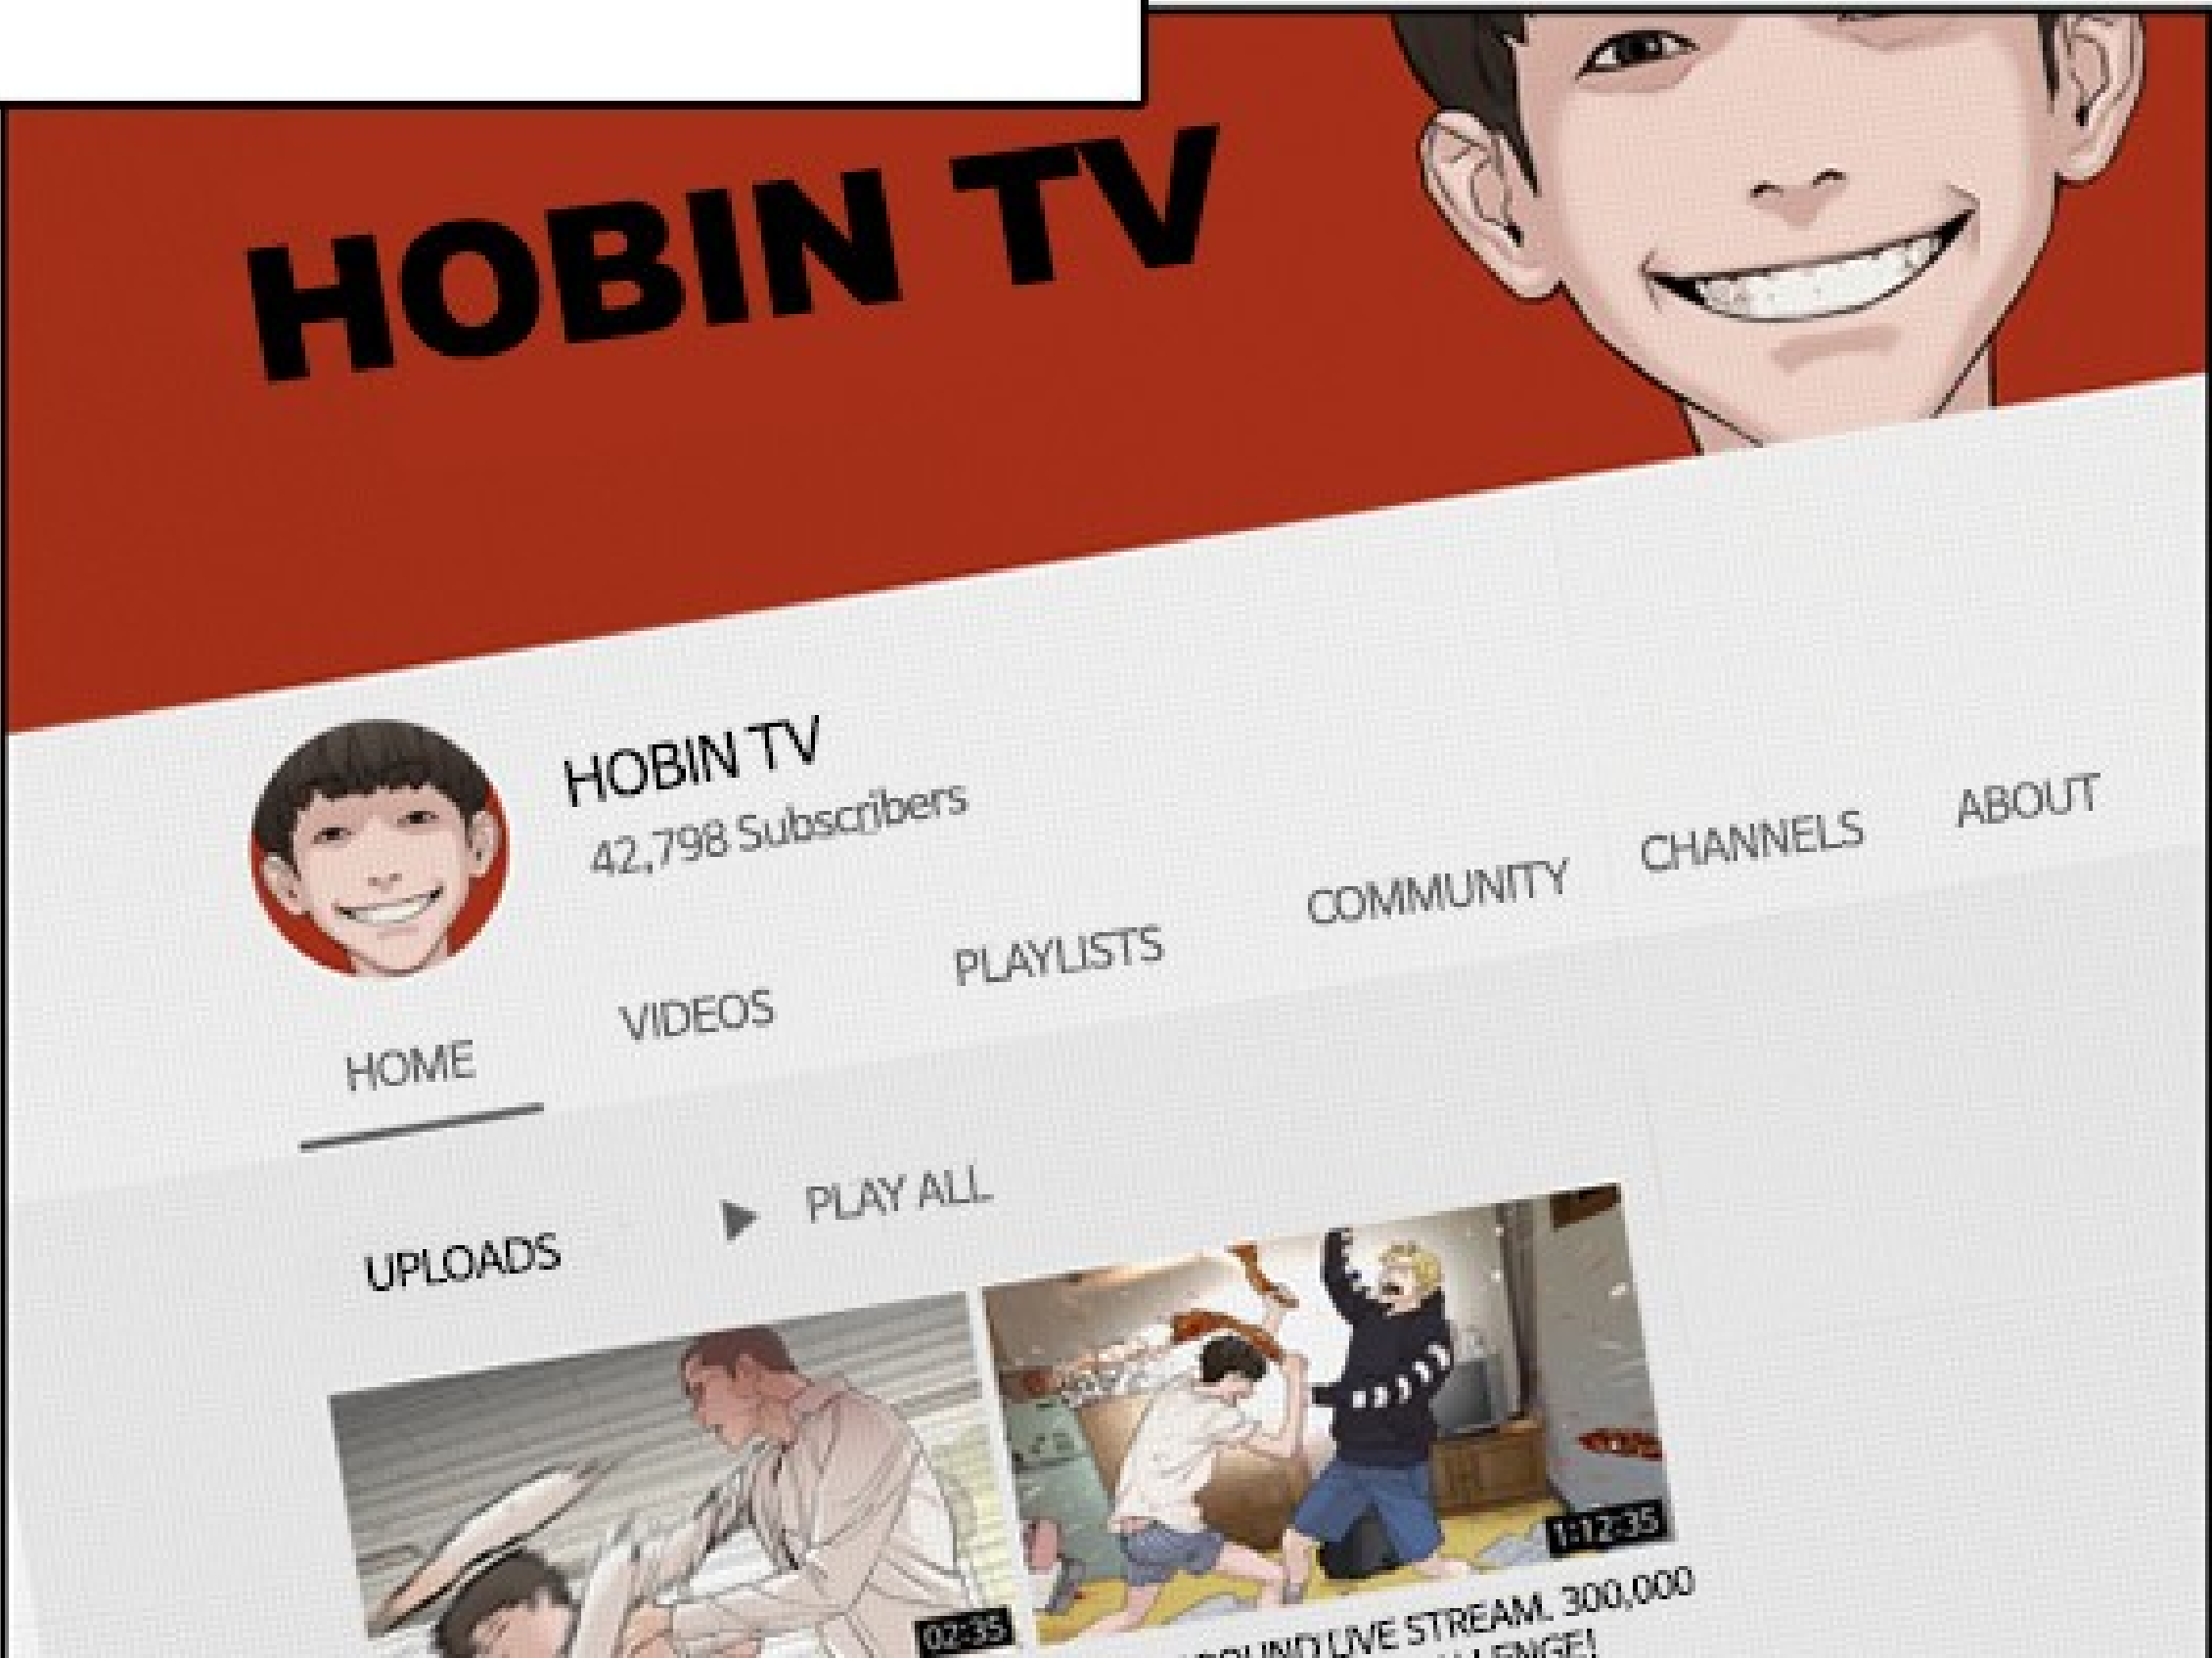 HOBIN TV
HOBIN TV
42,798 Subscribers
HOME VIDEOS PLAYLISTS COMMUNITY CHANNELS ABOUT
UPLOADS PLAY ALL
02:35
1:12:35
LIVE STREAM. 300,000